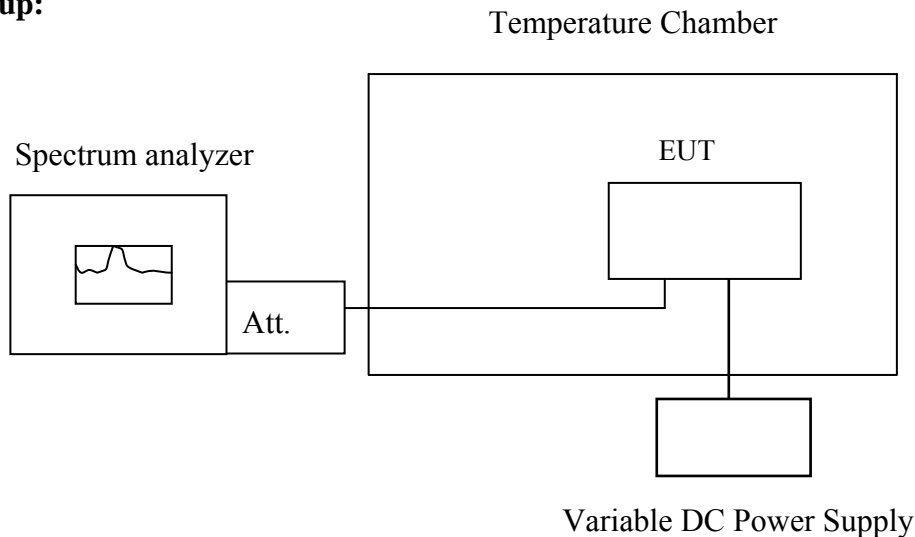 up:
Temperature Chamber
Spectrum analyzer
EUT
Att.
Variable DC Power Supply